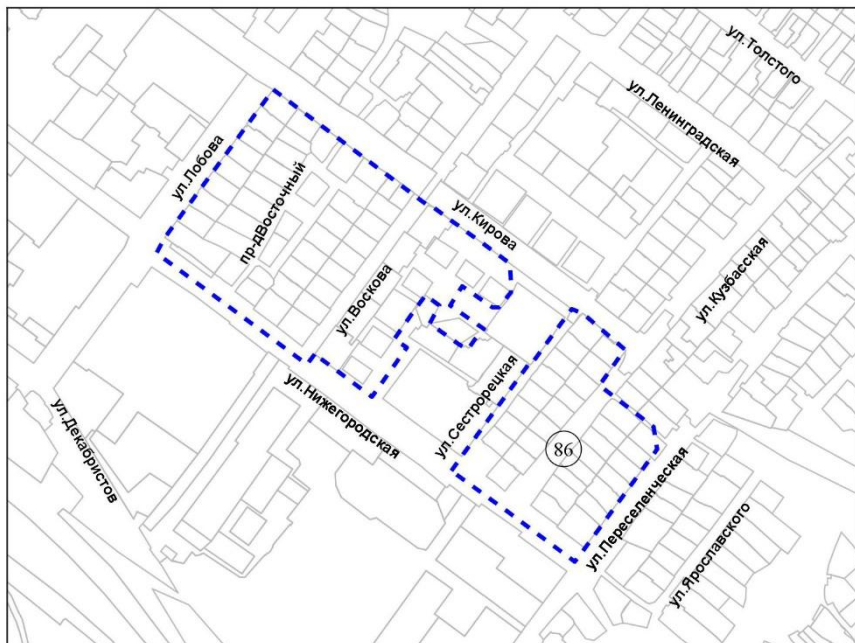 ул.Толстого
ул.Ленинградская
ул.Лобова
пр-дВосточный
ул.Кирова
ул.Кузбасская
ул.Воскова
ул.Нижегородская
ул.Сестрорецкая
ул.Декабристов
86
ул.Переселенческая
ул.Ярославского